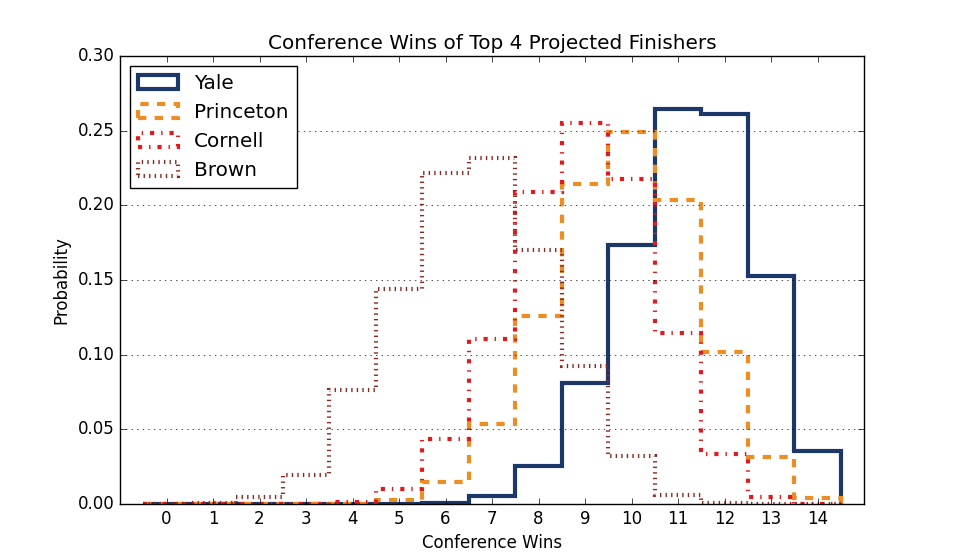 Conference Wins of Top 4 Projected Finishers
0.30
0.25
0.20
0.15
0.10
0.05
0.00
Probability
Yale
Princeton
Cornell
Brown
0 1 2 3 4 5 6 7 8 9 10 11 12 13 14
Conference Wins